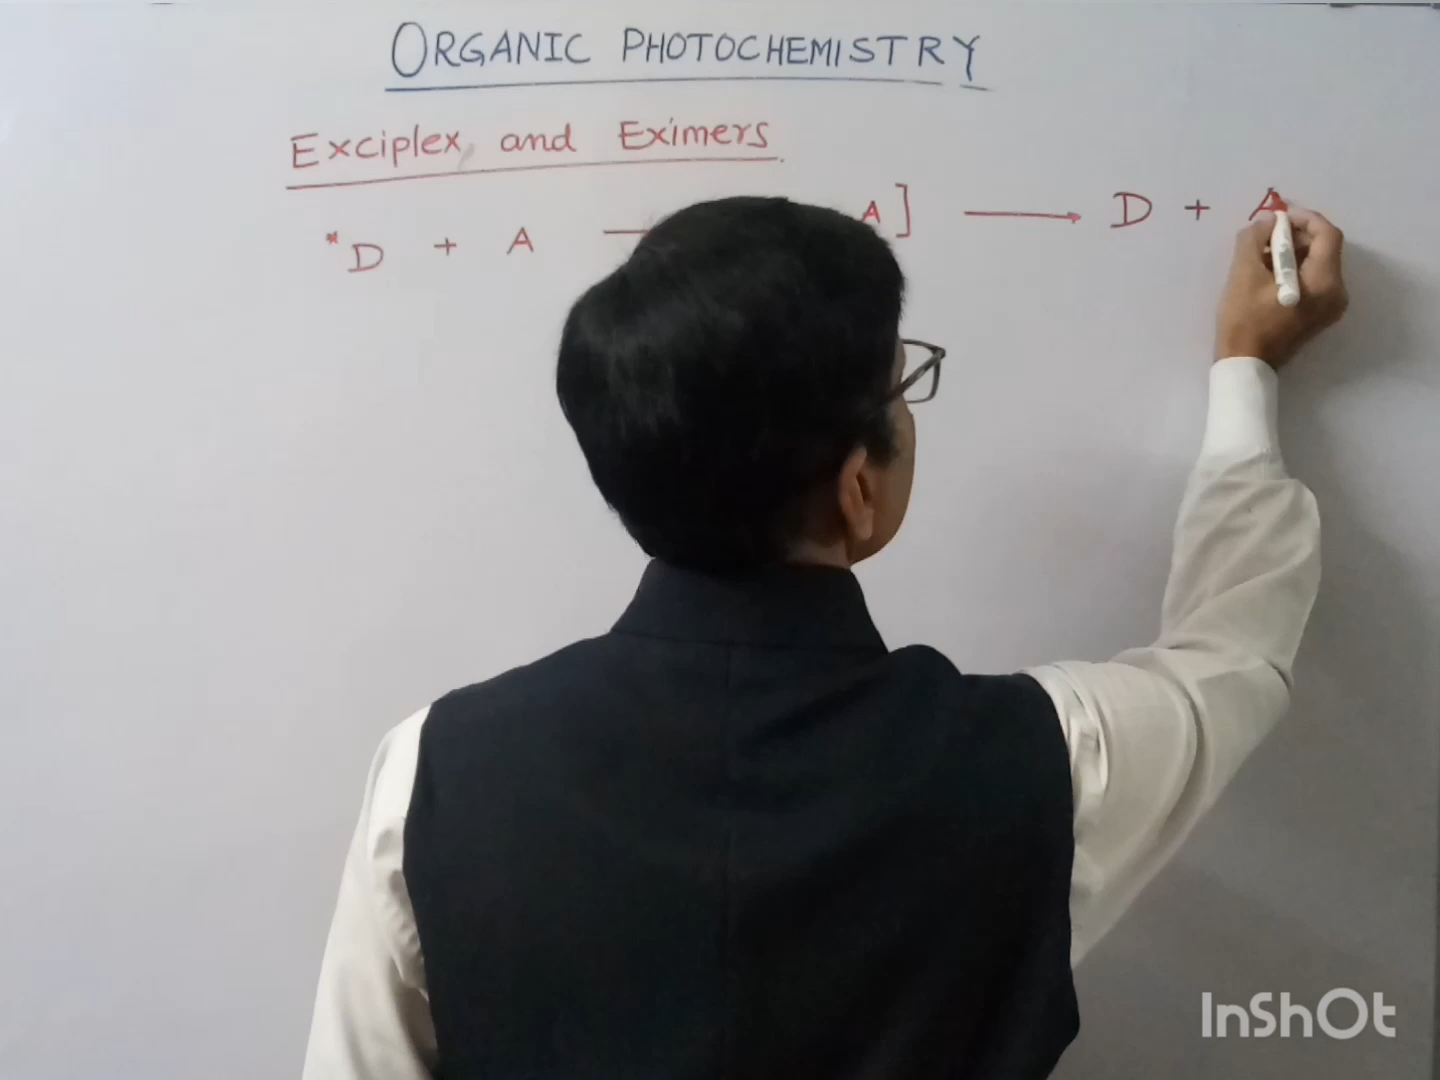 ORGANIC PHOTOCHEMISTRY
Exciplex, and Eximers.
*D + A — A] → D + A
InShOt